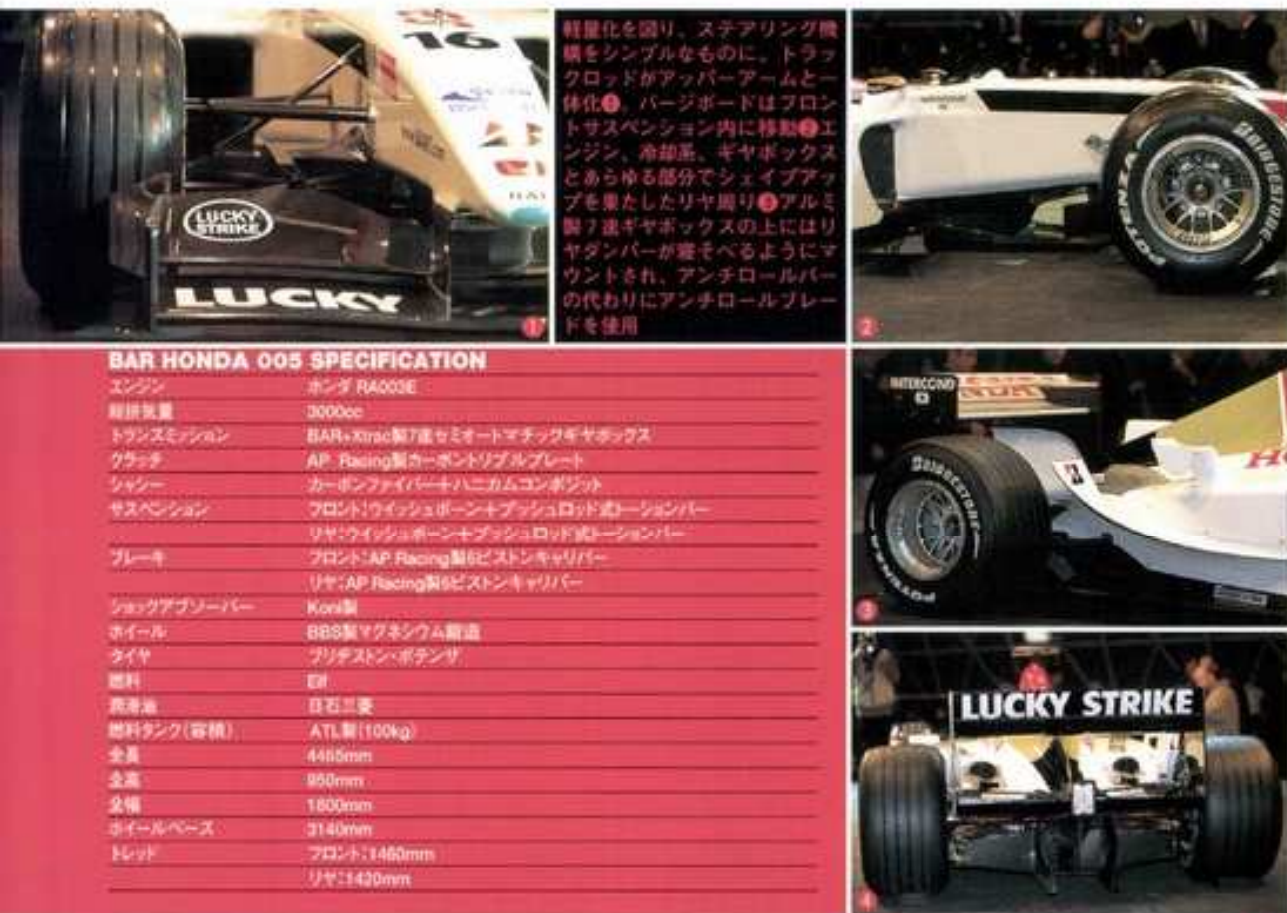 16
LUCKY
STRIKE
LUCKY
1
軽量化を図り、ステアリング機
構をシンプルなものに、トラッ
クロッドがアッパーアームと一
体化❶。バージボードはフロン
トサスペンション内に移動❷エ
ンジン、冷却系、ギヤボックス
とあらゆる部分でシェイプアッ
プを果たしたリヤ周り❸アルミ
製7速ギヤボックスの上にはリ
ヤダンパーが寝そべるようにマ
ウントされ、アンチロールバー
の代わりにアンチロールブレー
ドを使用
POTENZA
BRIDGESTONE
2
BAR HONDA 005 SPECIFICATION
エンジン ホンダ RA003E
総排気量 3000cc
トランスミッション BAR+Xtrac製7速セミオートマチックギヤボックス
クラッチ AP Racing製カーボントリプルプレート
シャシー カーボンファイバー+ハニカムコンポジット
サスペンション フロント:ウイッシュボーン+プッシュロッド式トーションバー
リヤ:ウイッシュボーン+プッシュロッド式トーションバー
ブレーキ フロント:AP Racing製6ピストンキャリパー
リヤ:AP Racing製6ピストンキャリパー
ショックアブソーバー Koni製
ホイール BBS製マグネシウム鍛造
タイヤ ブリヂストン・ポテンザ
燃料 Elf
潤滑油 日石三菱
燃料タンク(容積) ATL製(100kg)
全長 4465mm
全高 950mm
全幅 1800mm
ホイールベース 3140mm
トレッド フロント:1460mm
リヤ:1420mm
INTERCOND
BRIDGESTONE
POTENZA
3
LUCKY STRIKE
4